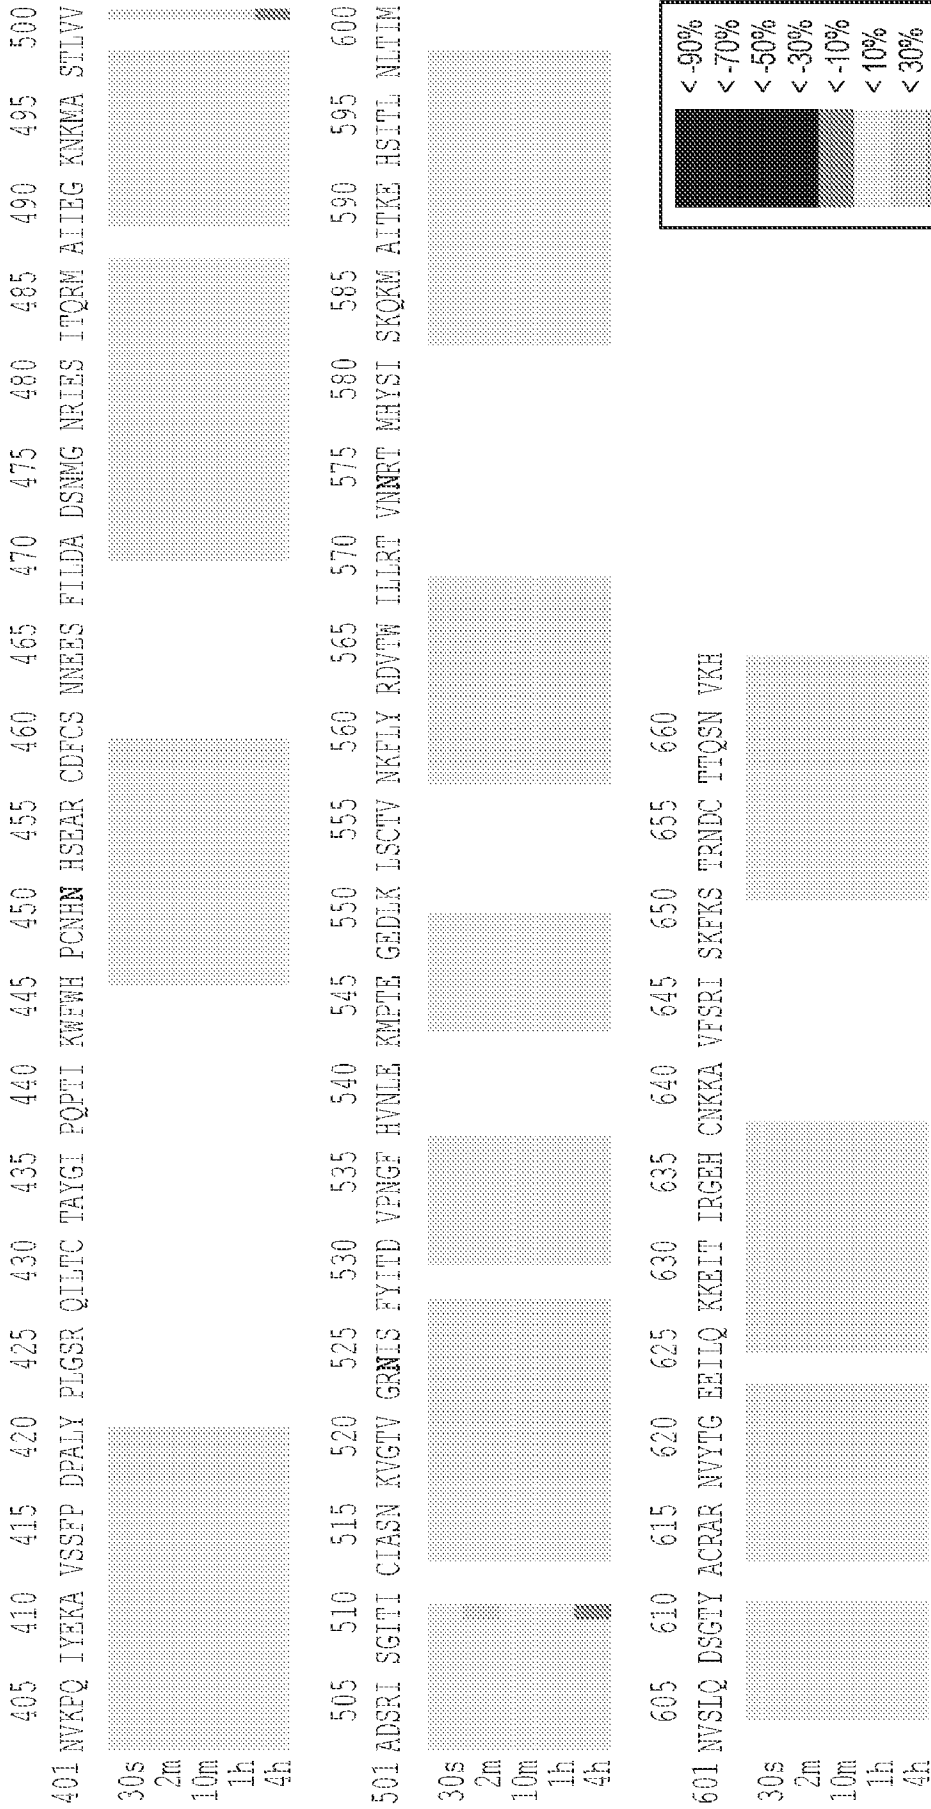 405 410 415 420 425 430 435 440 445 450 455 460 465 470 475 480 485 490 495 500
401 NVKPQ IYEKA VSSFP DPALY PLGSR QILTC TAYGI PQPTI KWFWH PCNHN HSEAR CDFCS NNEES FILDA DSNMG NRIES ITQRM AIIEG KNKMA STLVV
30s
2m
10m
1h
4h
505 510 515 520 525 530 535 540 545 550 555 560 565 570 575 580 585 590 595 600
501 ADSRI SGIYI CIASN KVGTV GRNIS FYITD VPNGF HVNLE KMPTE GEDLK LSCTV NKFLY RDVTW ILLRT VNNRT MHYSI SKQKM AITKE HSITL NLTIM
30s
2m
10m
1h
4h
605 610 615 620 625 630 635 640 645 650 655 660
601 NVSLQ DSGTY ACRAR NVYTG EEILQ KKEIT IRGEH CNKKA VFSRI SKFKS TRNDC TTQSN VKH
30s
2m
10m
1h
4h
< -90%
< -70%
< -50%
< -30%
< -10%
< 10%
< 30%